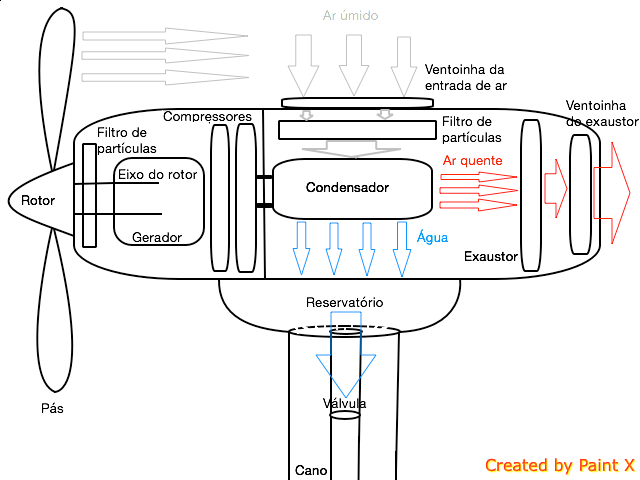 Ar úmido
Ventoinha da
entrada de ar
Ventoinha
do exaustor
Compressores
Filtro de
partículas
Filtro de
partículas
Ar quente
Eixo do rotor
Condensador
Rotor
Gerador
Água
Exaustor
Reservatório
Pás
Válvula
Cano
Created by Paint X